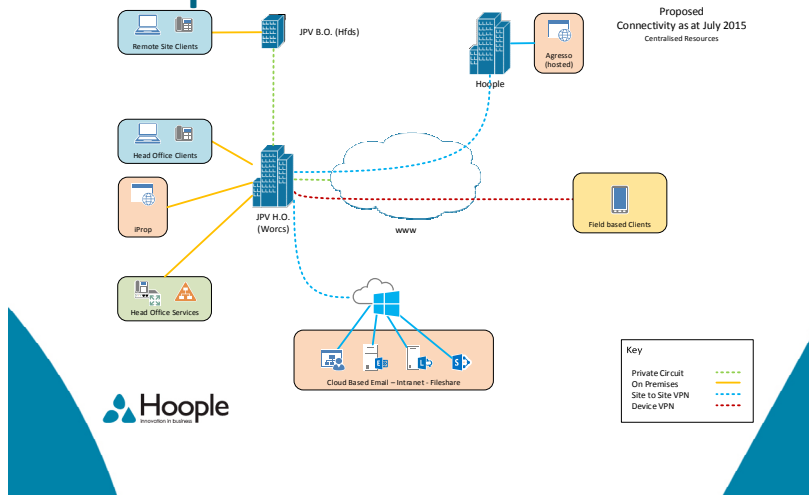 Proposed
Connectivity as at July 2015
Centralised Resources
Remote Site Clients
JPV B.O. (Hfds)
Hoople
Agresso
(hosted)
Head Office Clients
iProp
JPV H.O.
(Worcs)
www
Field based Clients
Head Office Services
E
L
S
Cloud Based Email – Intranet - Fileshare
Key
Private Circuit
On Premises
Site to Site VPN
Device VPN
Hoople
Innovation in business